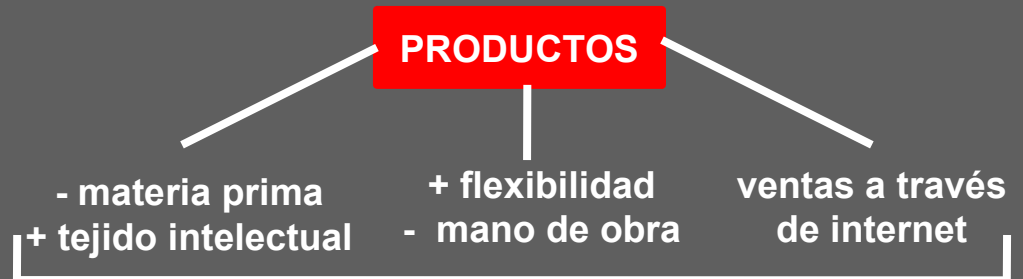 PRODUCTOS
- materia prima
+ tejido intelectual
+ flexibilidad
- mano de obra
ventas a través
de internet